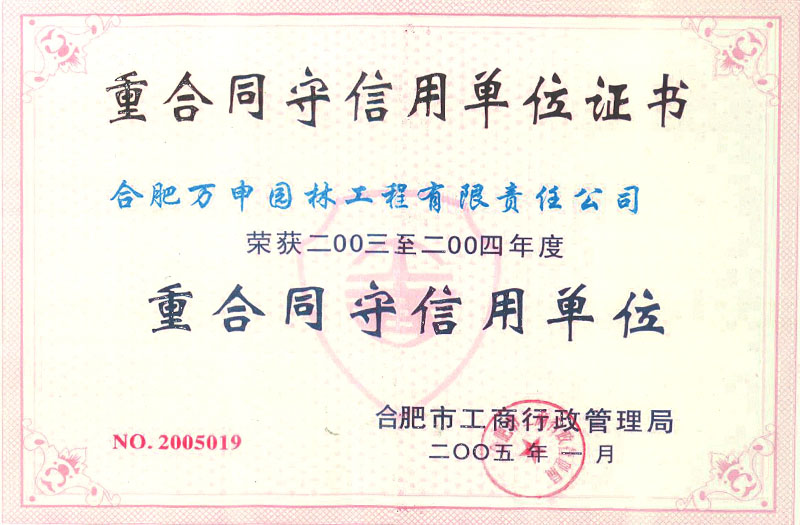 重合同守信用单位证书
合肥万申园林工程有限责任公司
荣获二00三至二00四年度
重合同守信用单位
合肥市工商行政管理局
NO. 2005019
二OO五年一月